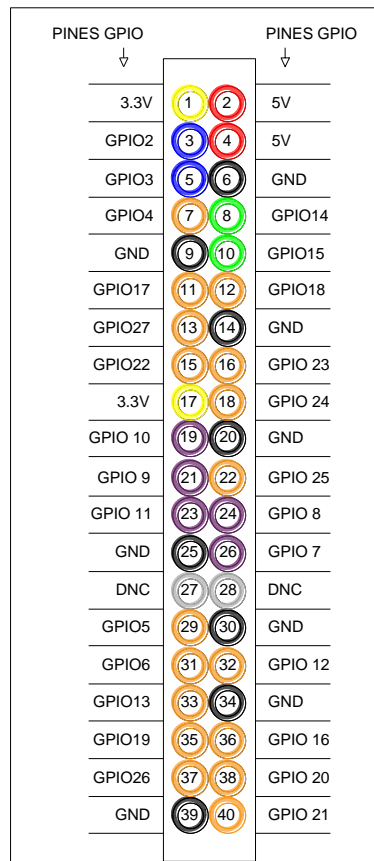 PINES GPIO PINES GPIO
3.3V 1 2 5V
GPIO2 3 4 5V
GPIO3 5 6 GND
GPIO4 7 8 GPIO14
GND 9 10 GPIO15
GPIO17 11 12 GPIO18
GPIO27 13 14 GND
GPIO22 15 16 GPIO 23
3.3V 17 18 GPIO 24
GPIO 10 19 20 GND
GPIO 9 21 22 GPIO 25
GPIO 11 23 24 GPIO 8
GND 25 26 GPIO 7
DNC 27 28 DNC
GPIO5 29 30 GND
GPIO6 31 32 GPIO 12
GPIO13 33 34 GND
GPIO19 35 36 GPIO 16
GPIO26 37 38 GPIO 20
GND 39 40 GPIO 21